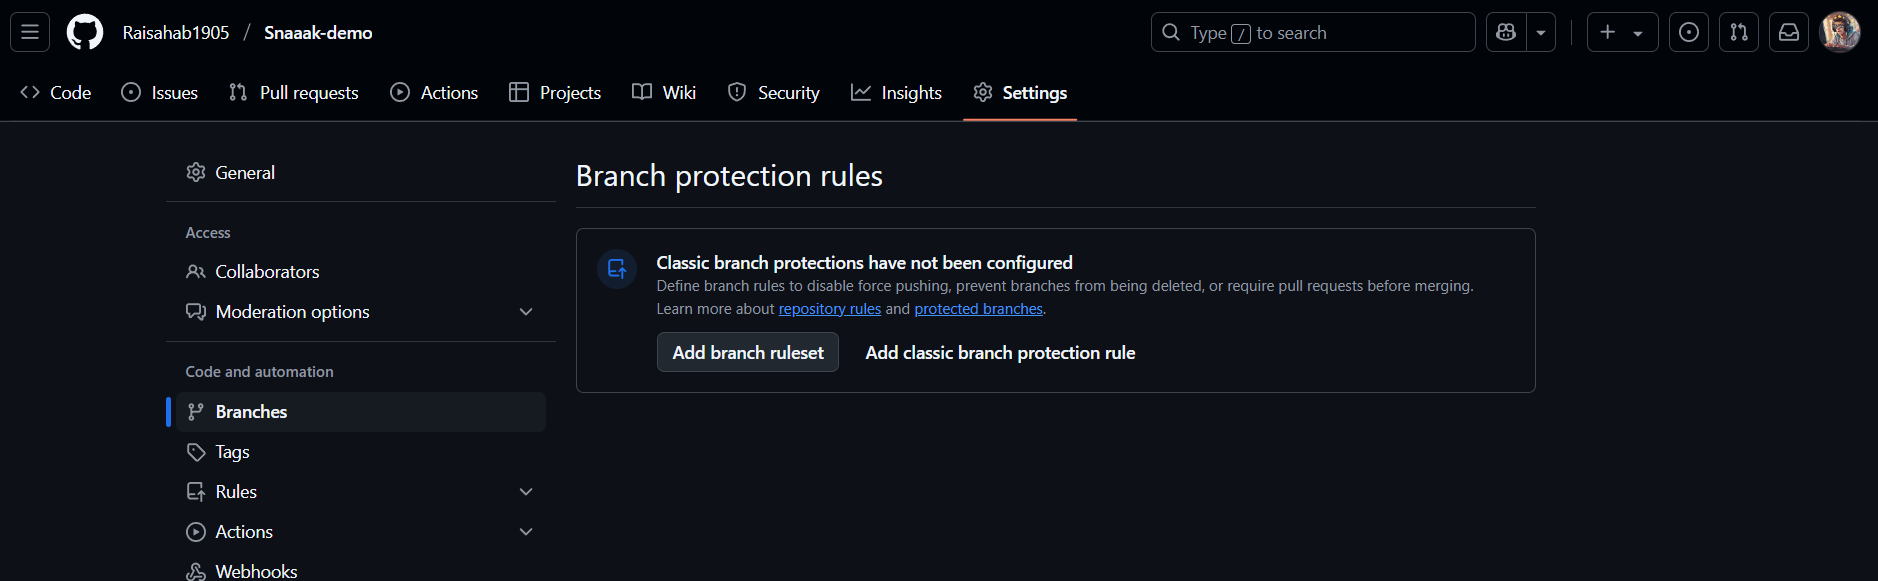 Raisahab1905 / Snaaak-demo
Type / to search
Code Issues Pull requests Actions Projects Wiki Security Insights Settings
General
Access
Collaborators
Moderation options
Code and automation
Branches
Tags
Rules
Actions
Webhooks
Branch protection rules
Classic branch protections have not been configured
Define branch rules to disable force pushing, prevent branches from being deleted, or require pull requests before merging.
Learn more about repository rules and protected branches.
Add branch ruleset Add classic branch protection rule